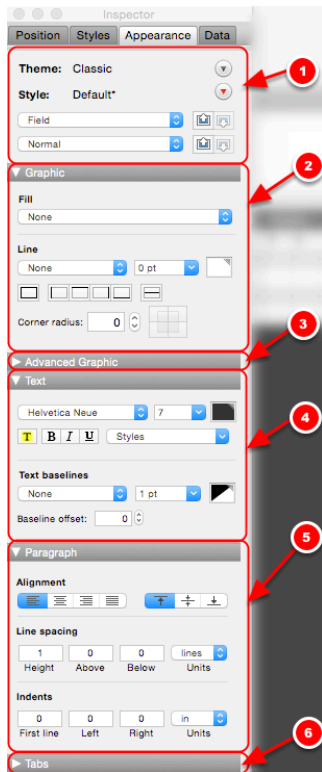 Inspector
Position Styles Appearance Data
Theme: Classic
1
Style: Default*
Field
Normal
2
Graphic
Fill
None
Line
None 0 pt
Corner radius: 0
3
Advanced Graphic
Text
Helvetica Neue 7
4
T B I U Styles
Text baselines
None 1 pt
Baseline offset: 0
5
Paragraph
Alignment
Line spacing
1 0 0 lines
Height Above Below Units
Indents
0 0 0 in
First line Left Right Units
6
Tabs